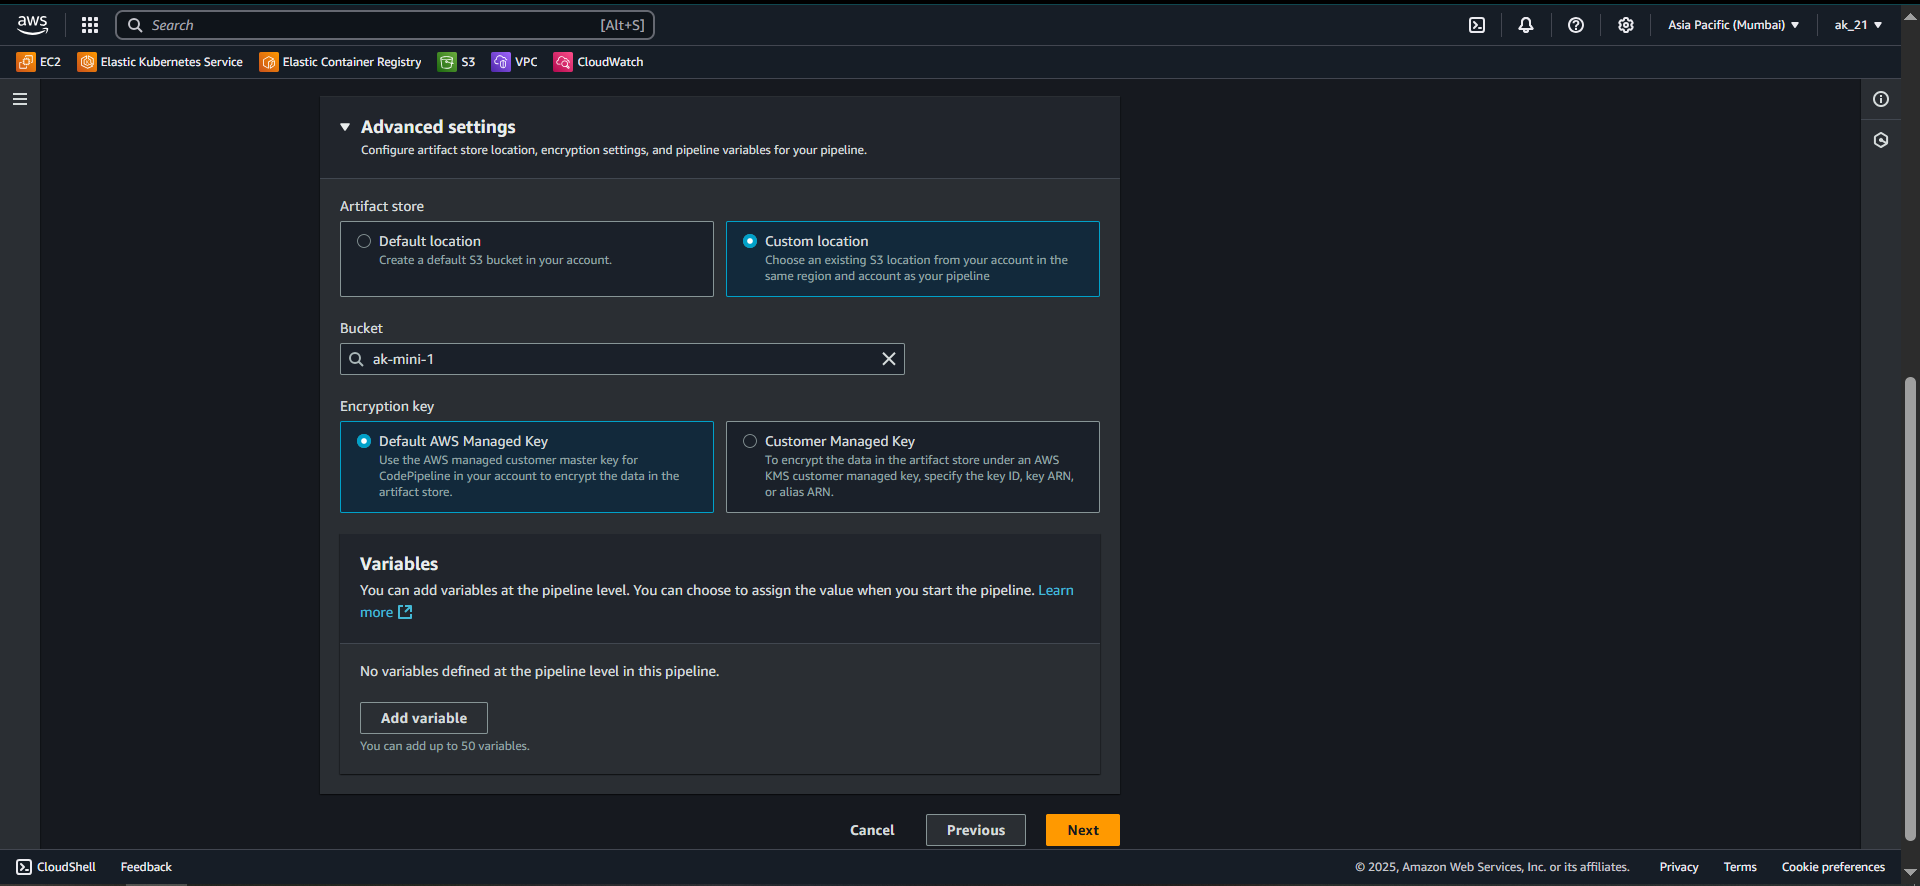 aws
Search [Alt+S]
Asia Pacific (Mumbai)
ak_21
EC2 Elastic Kubernetes Service Elastic Container Registry S3 VPC CloudWatch
Advanced settings
Configure artifact store location, encryption settings, and pipeline variables for your pipeline.
Artifact store
Default location
Create a default S3 bucket in your account.
Custom location
Choose an existing S3 location from your account in the
same region and account as your pipeline
Bucket
ak-mini-1
Encryption key
Default AWS Managed Key
Use the AWS managed customer master key for
CodePipeline in your account to encrypt the data in the
artifact store.
Customer Managed Key
To encrypt the data in the artifact store under an AWS
KMS customer managed key, specify the key ID, key ARN,
or alias ARN.
Variables
You can add variables at the pipeline level. You can choose to assign the value when you start the pipeline. Learn
more
No variables defined at the pipeline level in this pipeline.
Add variable
You can add up to 50 variables.
Cancel Previous Next
CloudShell Feedback © 2025, Amazon Web Services, Inc. or its affiliates. Privacy Terms Cookie preferences